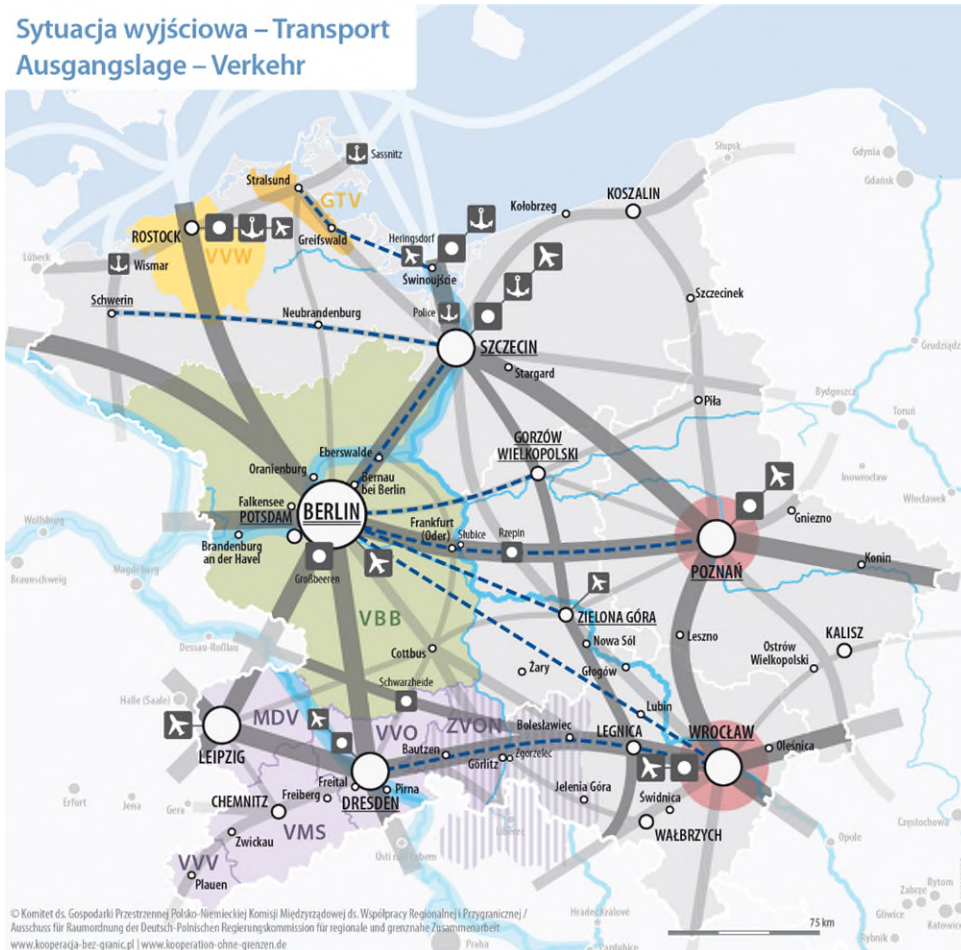 Sytuacja wyjściowa – Transport
Ausgangslage – Verkehr
Sassnitz
Słupsk
Gdynia
Gdańsk
Stralsund
GTV
KOSZALIN
Kołobrzeg
ROSTOCK
VVW
Greifswald
Heringsdorf
Świnoujście
Lübeck
Wismar
Schwerin
Neubrandenburg
Police
Szczecinek
SZCZECIN
Stargard
Grudziądz
Piła
Bydgoszcz
Toruń
GORZÓW
WIELKOPOLSKI
Eberswalde
Oranienburg
Bernau
bei Berlin
Inowrocław
Włocławek
Falkensee
POTSDAM
BERLIN
Gniezno
Wolfsburg
Brandenburg
an der Havel
Frankfurt
(Oder)
Słubice
Rzepin
POZNAŃ
Konin
Braunschweig
Magdeburg
Großbeeren
VBB
ZIELONA GÓRA
Dessau-Roßlau
Cottbus
Nowa Sól
Leszno
KALISZ
Ostrów
Wielkopolski
Żary
Głogów
Halle (Saale)
Schwarzheide
MDV
VVO
ZVON
Lubin
LEIPZIG
Bautzen
Bolesławiec
LEGNICA
WROCŁAW
Oleśnica
Görlitz
Zgorzelec
Erfurt
Jena
Gera
CHEMNITZ
Freiberg
Freital
DRESDEN
Pirna
Jelenia Góra
Świdnica
WAŁBRZYCH
Częstochowa
Zwickau
VMS
Liberec
Opole
VVV
Plauen
Ústí nad Labem
Zabrze
Bytom
Gliwice
Katowice
© Komitet ds. Gospodarki Przestrzennej Polsko-Niemieckiej Komisji Międzyrządowej ds. Współpracy Regionalnej i Przygranicznej /
Ausschuss für Raumordnung der Deutsch-Polnischen Regierungskommission für regionale und grenznahe Zusammenarbeit
www.kooperacja-bez-granic.pl | www.kooperation-ohne-grenzen.de
Praha
Hradec Králové
Pardubice
Rybnik
75 km